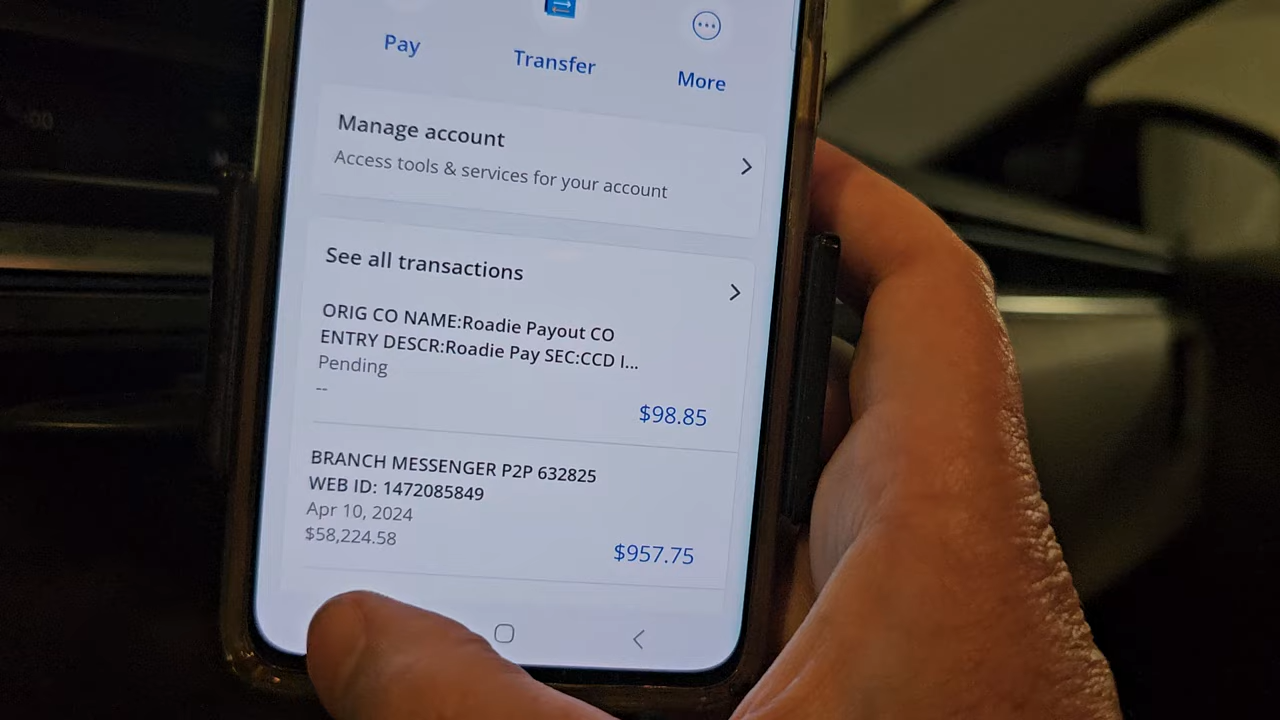 Pay
Transfer
More
Manage account
Access tools & services for your account
See all transactions
ORIG CO NAME:Roadie Payout CO
ENTRY DESCR:Roadie Pay SEC:CCD I...
Pending
--
$98.85
BRANCH MESSENGER P2P 632825
WEB ID: 1472085849
Apr 10, 2024
$58,224.58
$957.75